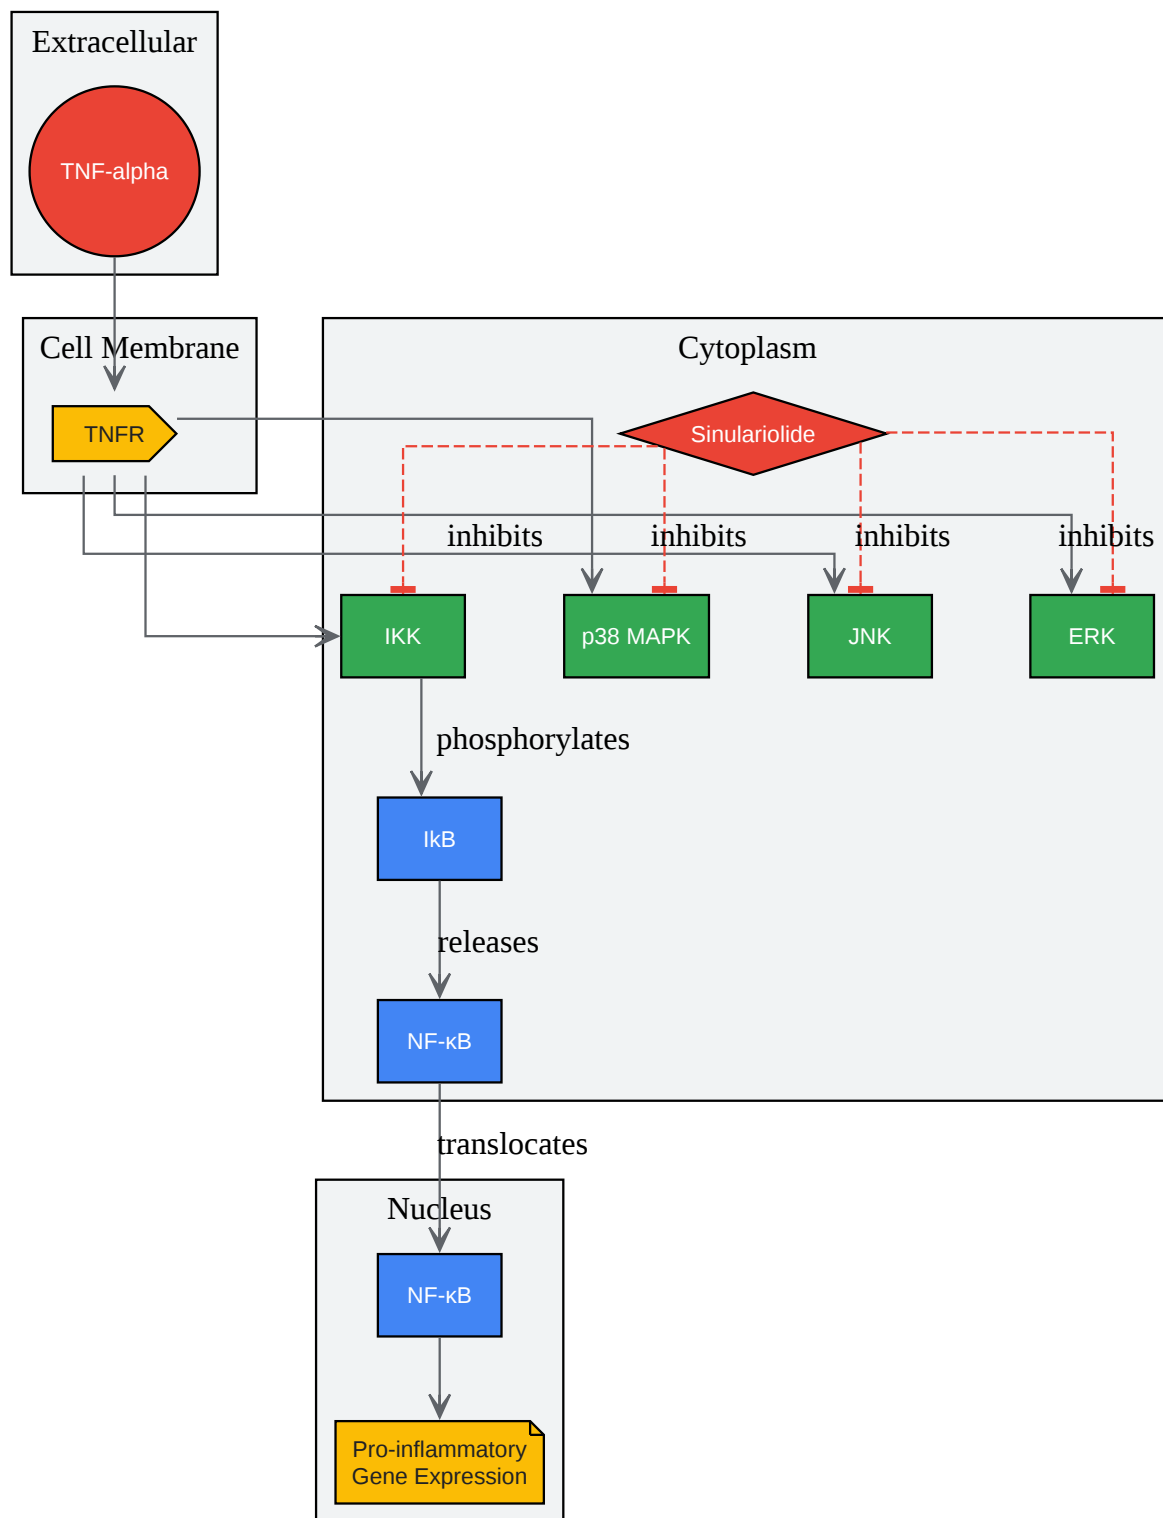 Extracellular
TNF-alpha
Cell Membrane
Cytoplasm
TNFR
Sinulariolide
inhibits
inhibits
inhibits
inhibits
IKK
p38 MAPK
JNK
ERK
phosphorylates
IkB
releases
NF-κB
translocates
Nucleus
NF-κB
Pro-inflammatory
Gene Expression